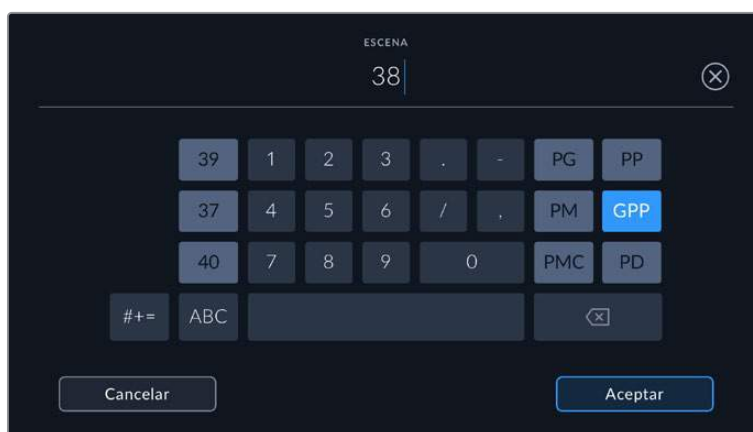 ESCENA
38
39 1 2 3 . - PG PP
37 4 5 6 / , PM GPP
40 7 8 9 0 PMC PD
#+= ABC
Cancelar Aceptar